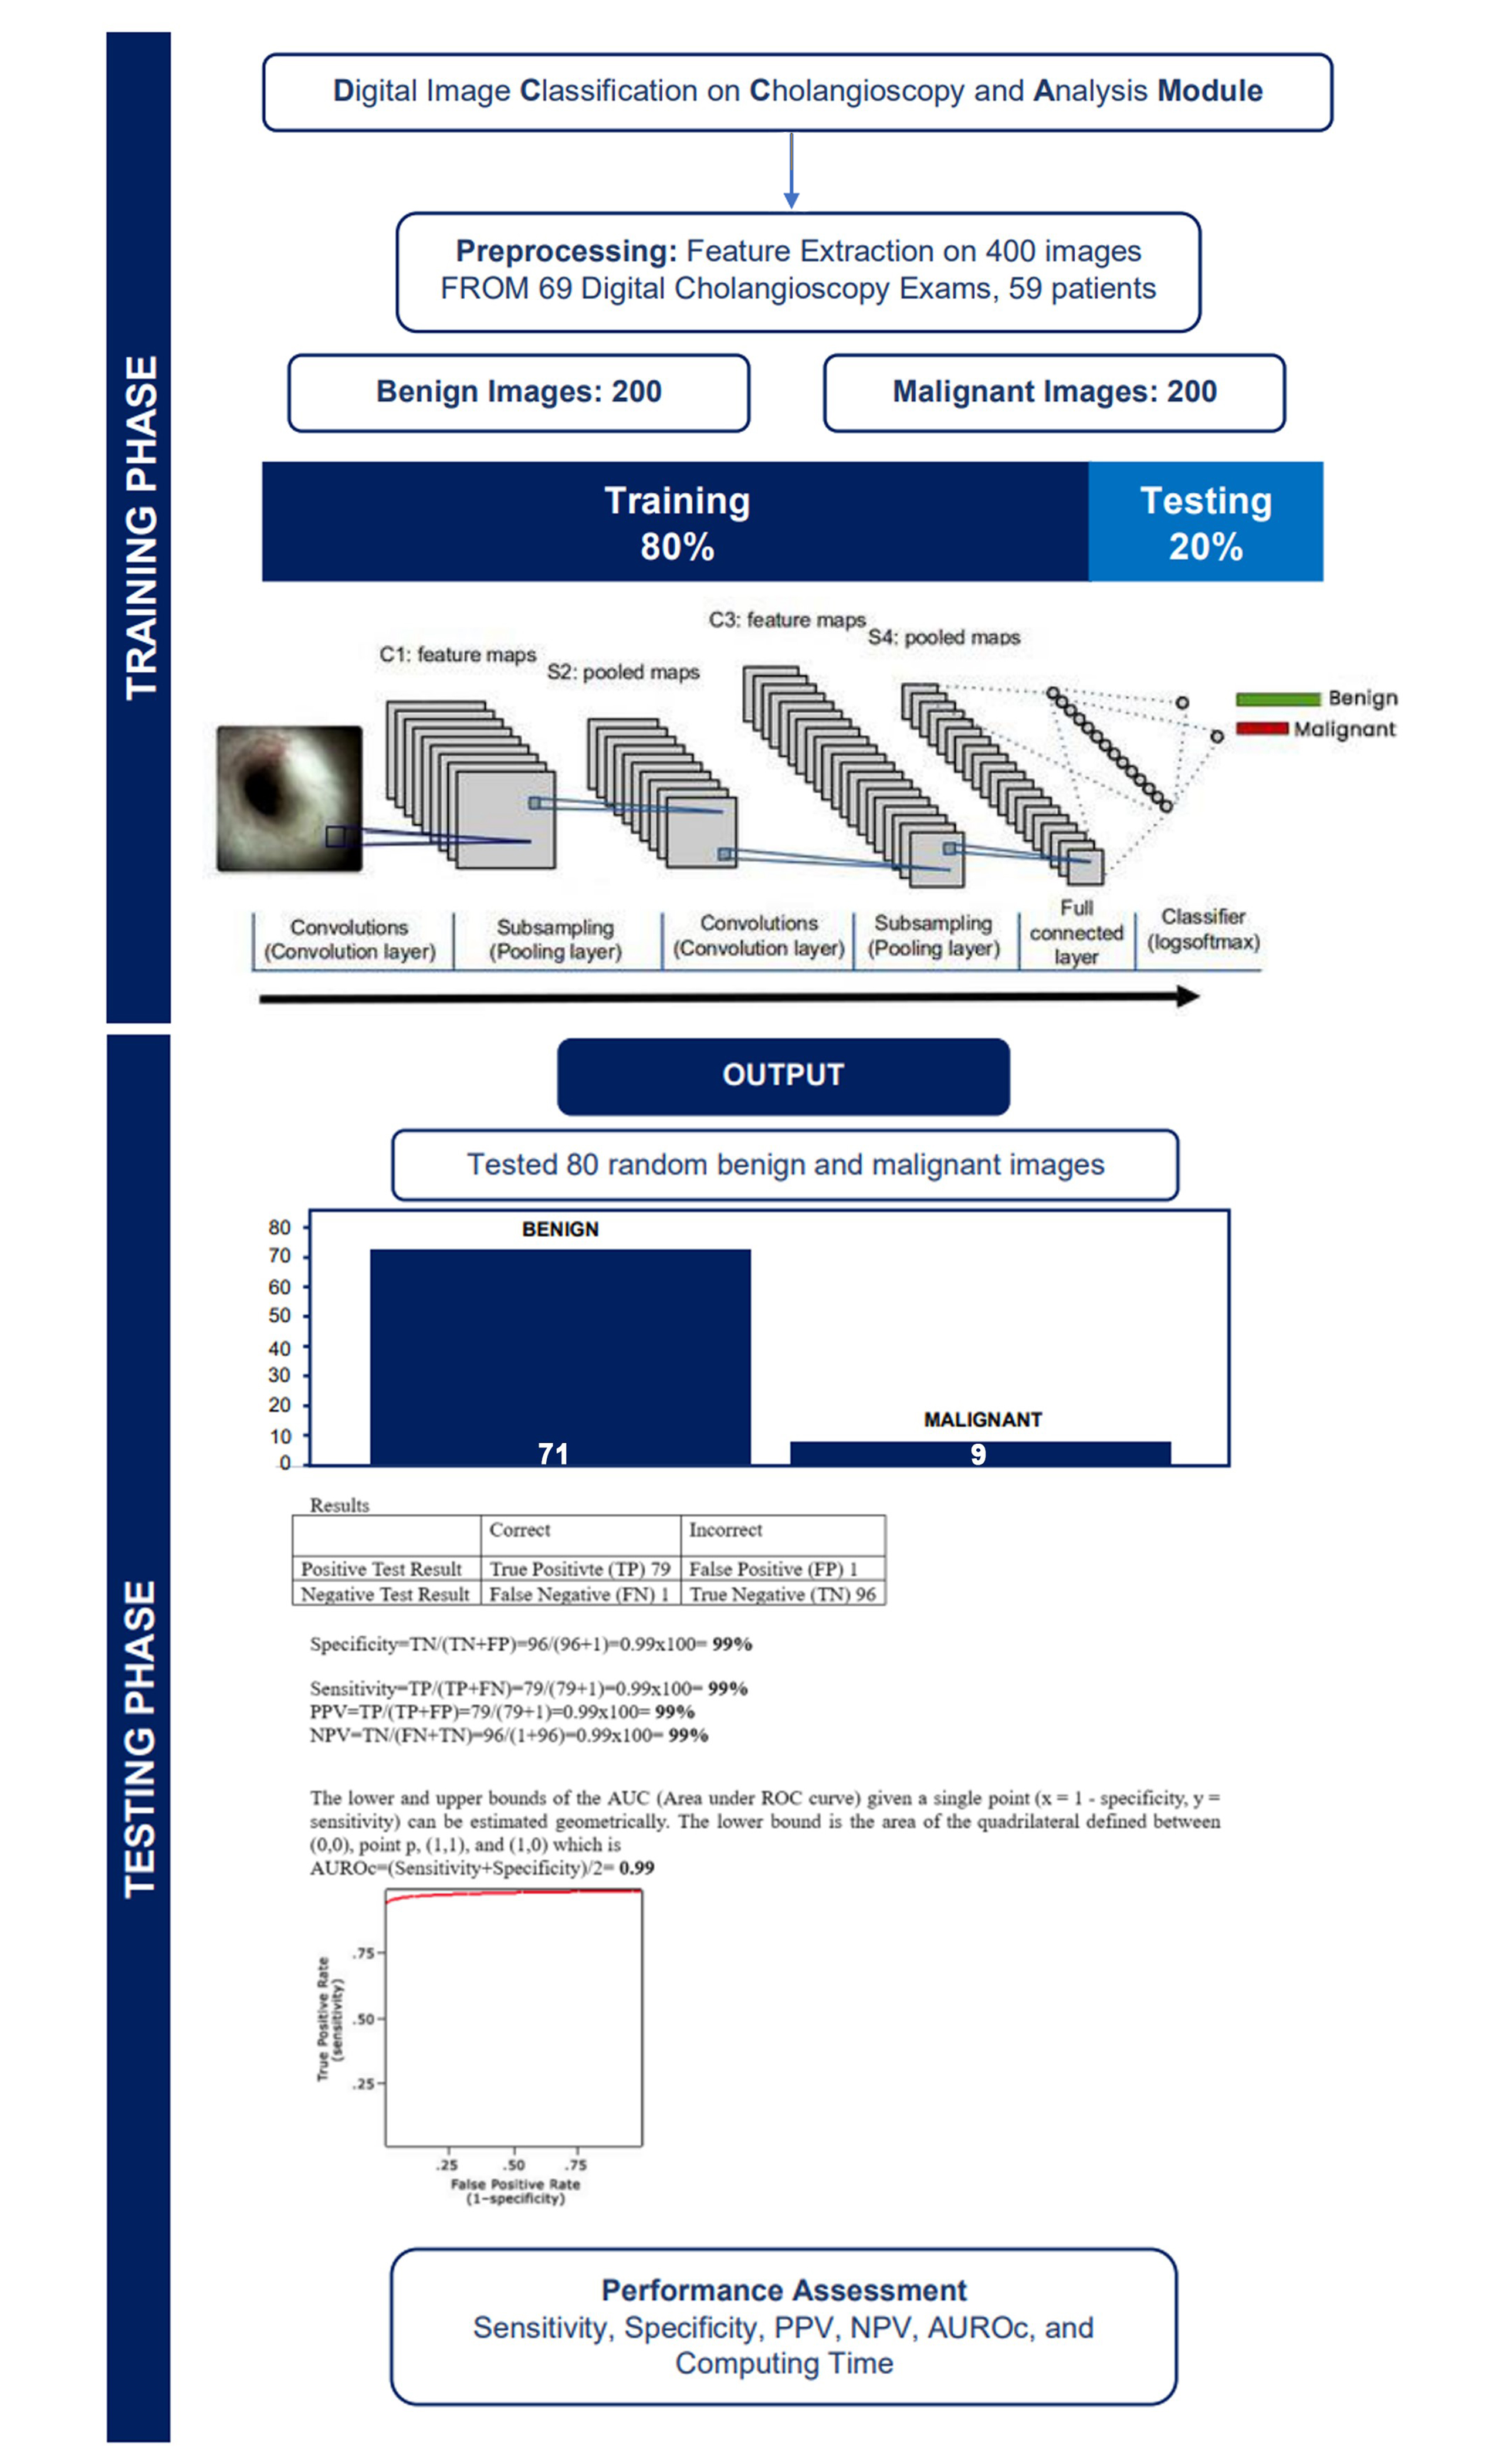 TRAINING PHASE
Digital Image Classification on Cholangioscopy and Analysis Module
Preprocessing: Feature Extraction on 400 images
FROM 69 Digital Cholangioscopy Exams, 59 patients
Benign Images: 200
Malignant Images: 200
Training
80%
Testing
20%
C1: feature maps
S2: pooled maps
C3: feature maps
S4: pooled maps
Benign
Malignant
Convolutions
(Convolution layer)
Subsampling
(Pooling layer)
Convolutions
(Convolution layer)
Subsampling
(Pooling layer)
Full
connected
layer
Classifier
(logsoftmax)
TESTING PHASE
OUTPUT
Tested 80 random benign and malignant images
80
70
60
50
40
30
20
10
0
BENIGN
71
MALIGNANT
9
Results
Correct Incorrect
Positive Test Result True Positivte (TP) 79 False Positive (FP) 1
Negative Test Result False Negative (FN) 1 True Negative (TN) 96
Specificity=TN/(TN+FP)=96/(96+1)=0.99x100= 99%
Sensitivity=TP/(TP+FN)=79/(79+1)=0.99x100= 99%
PPV=TP/(TP+FP)=79/(79+1)=0.99x100= 99%
NPV=TN/(FN+TN)=96/(1+96)=0.99x100= 99%
The lower and upper bounds of the AUC (Area under ROC curve) given a single point (x = 1 - specificity, y =
sensitivity) can be estimated geometrically. The lower bound is the area of the quadrilateral defined between
(0,0), point p, (1,1), and (1,0) which is
AUROc=(Sensitivity+Specificity)/2= 0.99
True Positive Rate
(sensitivity)
.75
.50
.25
.25 .50 .75
False Positive Rate
(1-specificity)
Performance Assessment
Sensitivity, Specificity, PPV, NPV, AUROc, and
Computing Time